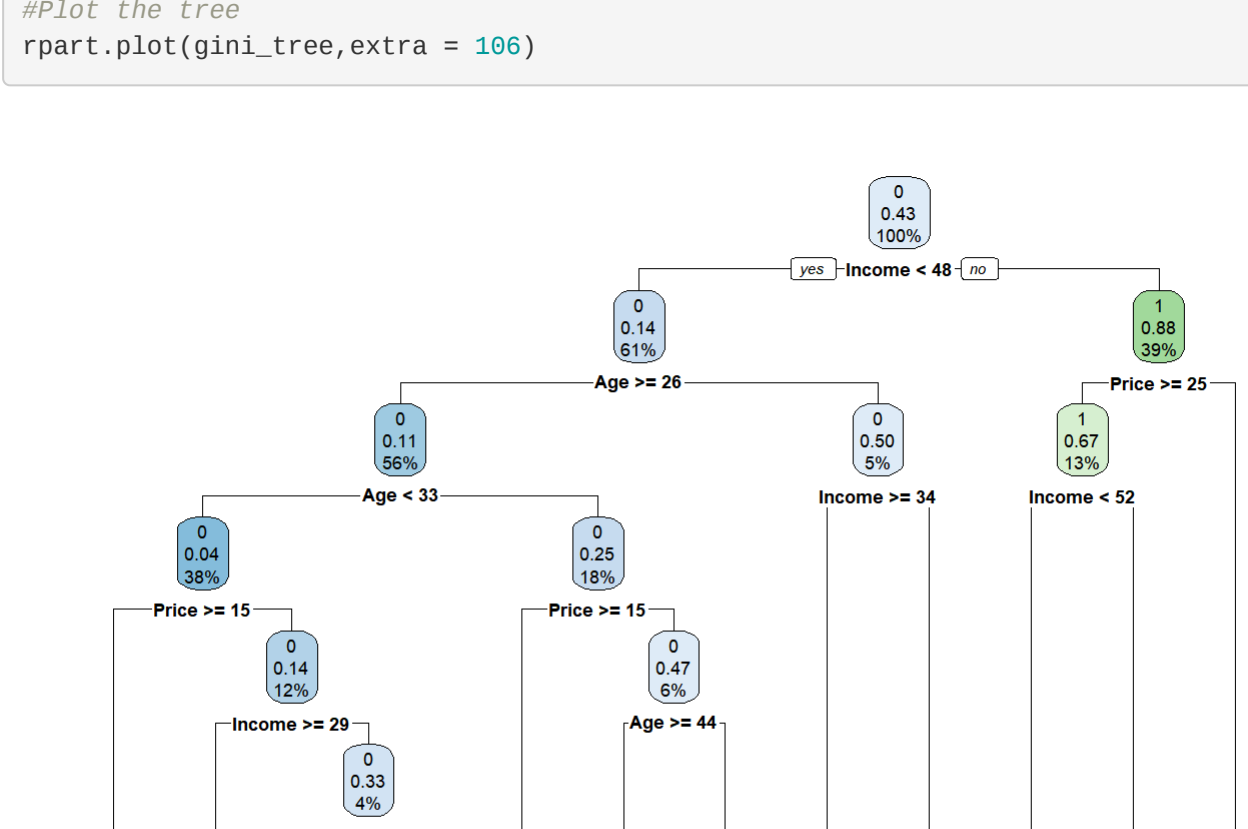 #Plot the tree
rpart.plot(gini_tree,extra = 106)
0
0.43
100%
yes Income < 48 no
0
0.14
61%
1
0.88
39%
Age >= 26
Price >= 25
0
0.11
56%
0
0.50
5%
1
0.67
13%
Age < 33
Income >= 34
Income < 52
0
0.04
38%
0
0.25
18%
Price >= 15
Price >= 15
0
0.14
12%
0
0.47
6%
Income >= 29
Age >= 44
0
0.33
4%